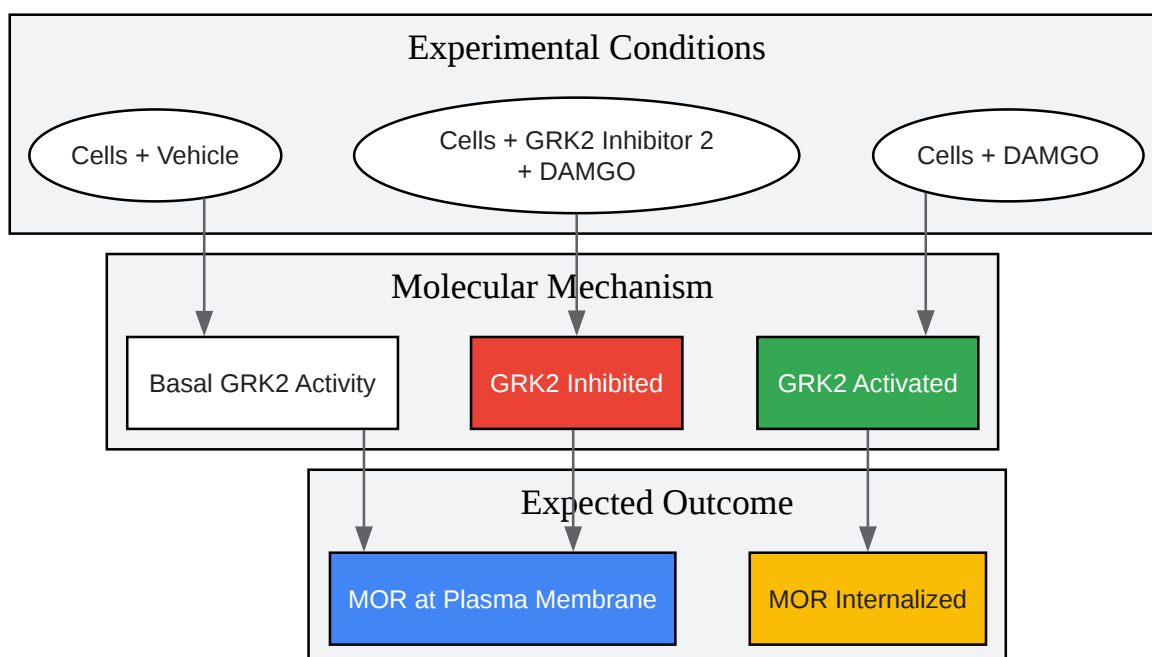 Experimental Conditions
Cells + Vehicle
Cells + GRK2 Inhibitor 2
+ DAMGO
Cells + DAMGO
Molecular Mechanism
Basal GRK2 Activity
GRK2 Inhibited
GRK2 Activated
Expected Outcome
MOR at Plasma Membrane
MOR Internalized